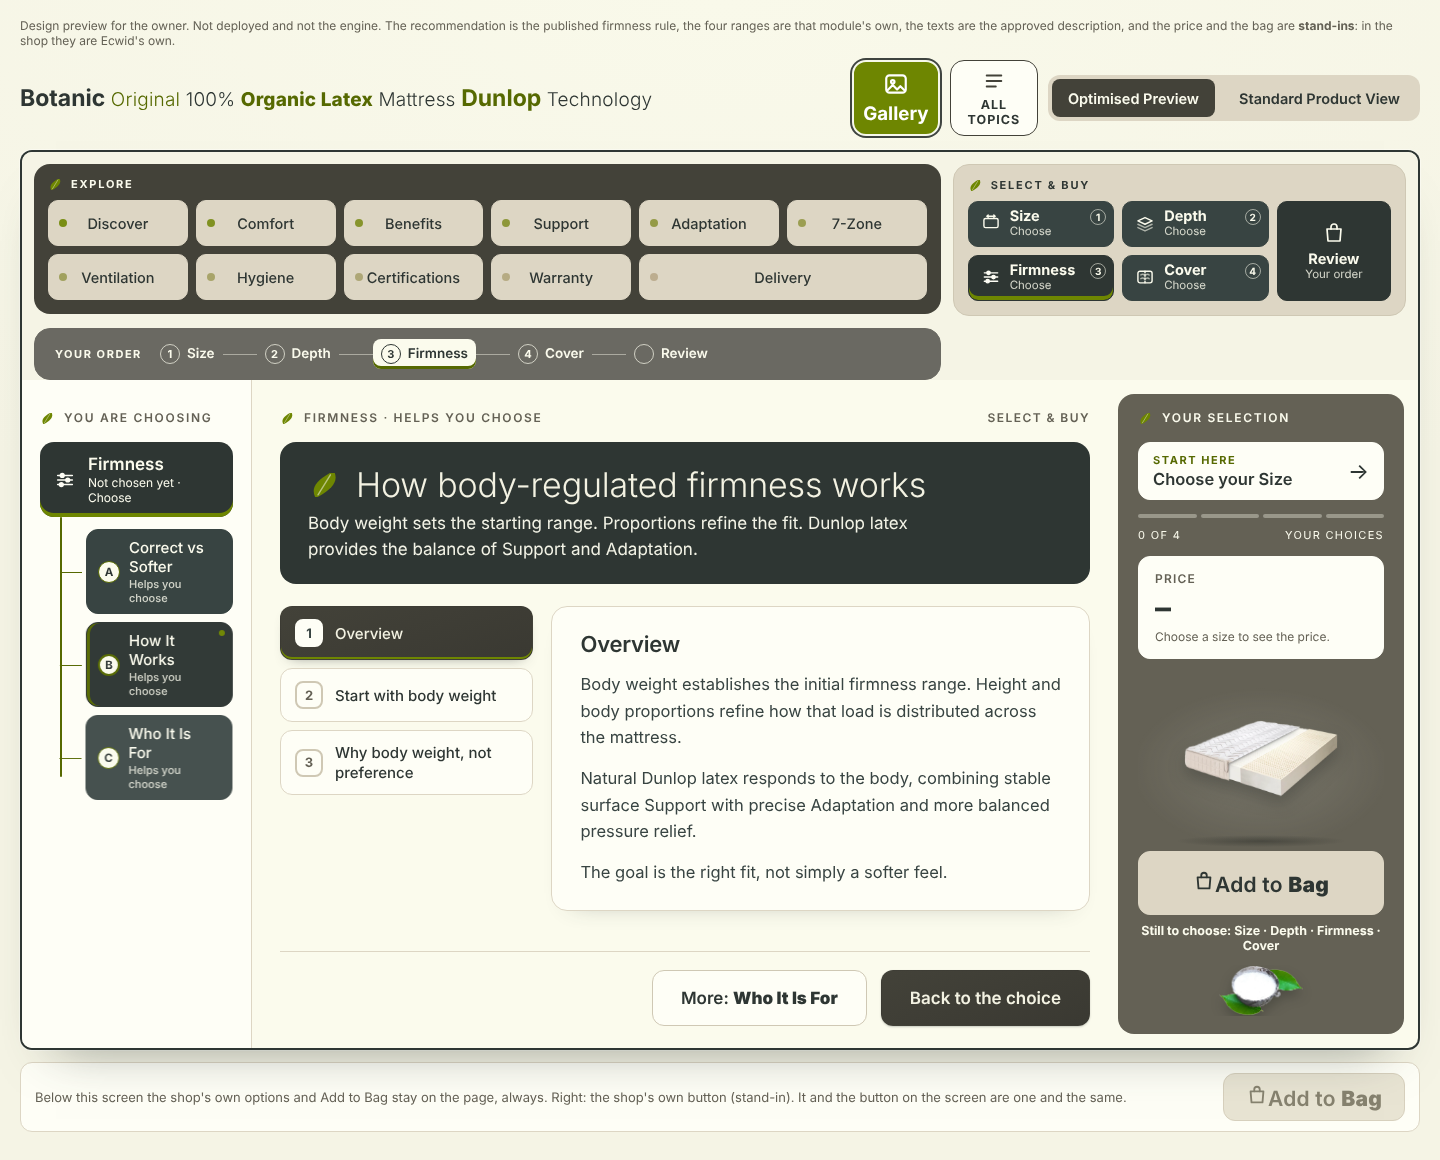 Design preview for the owner. Not deployed and not the engine. The recommendation is the published firmness rule, the four ranges are that module's own, the texts are the approved description, and the price and the bag are stand-ins: in the
shop they are Ecwid's own.
Botanic Original 100% Organic Latex Mattress Dunlop Technology
Gallery
ALL
TOPICS
Optimised Preview
Standard Product View
EXPLORE
Discover
Comfort
Benefits
Support
Adaptation
7-Zone
Ventilation
Hygiene
Certifications
Warranty
Delivery
SELECT & BUY
Size
Choose
1
Depth
Choose
2
Firmness
Choose
3
Cover
Choose
4
Review
Your order
YOUR ORDER
1 Size
2 Depth
3 Firmness
4 Cover
Review
YOU ARE CHOOSING
Firmness
Not chosen yet ·
Choose
A
Correct vs
Softer
Helps you
choose
B
How It
Works
Helps you
choose
C
Who It Is
For
Helps you
choose
FIRMNESS · HELPS YOU CHOOSE
SELECT & BUY
How body-regulated firmness works
Body weight sets the starting range. Proportions refine the fit. Dunlop latex
provides the balance of Support and Adaptation.
1 Overview
2 Start with body weight
3 Why body weight, not
preference
Overview
Body weight establishes the initial firmness range. Height and
body proportions refine how that load is distributed across
the mattress.
Natural Dunlop latex responds to the body, combining stable
surface Support with precise Adaptation and more balanced
pressure relief.
The goal is the right fit, not simply a softer feel.
More: Who It Is For
Back to the choice
YOUR SELECTION
START HERE
Choose your Size
0 OF 4
YOUR CHOICES
PRICE
–
Choose a size to see the price.
Add to Bag
Still to choose: Size · Depth · Firmness ·
Cover
Below this screen the shop's own options and Add to Bag stay on the page, always. Right: the shop's own button (stand-in). It and the button on the screen are one and the same.
Add to Bag